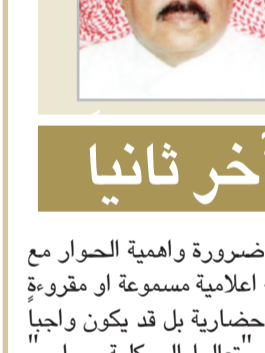 آخر ثانياً
ضرورة واهمية الحوار مع
اعلامية مسموعة او مقروءةٍ
حضارية بل قد يكون واجباً